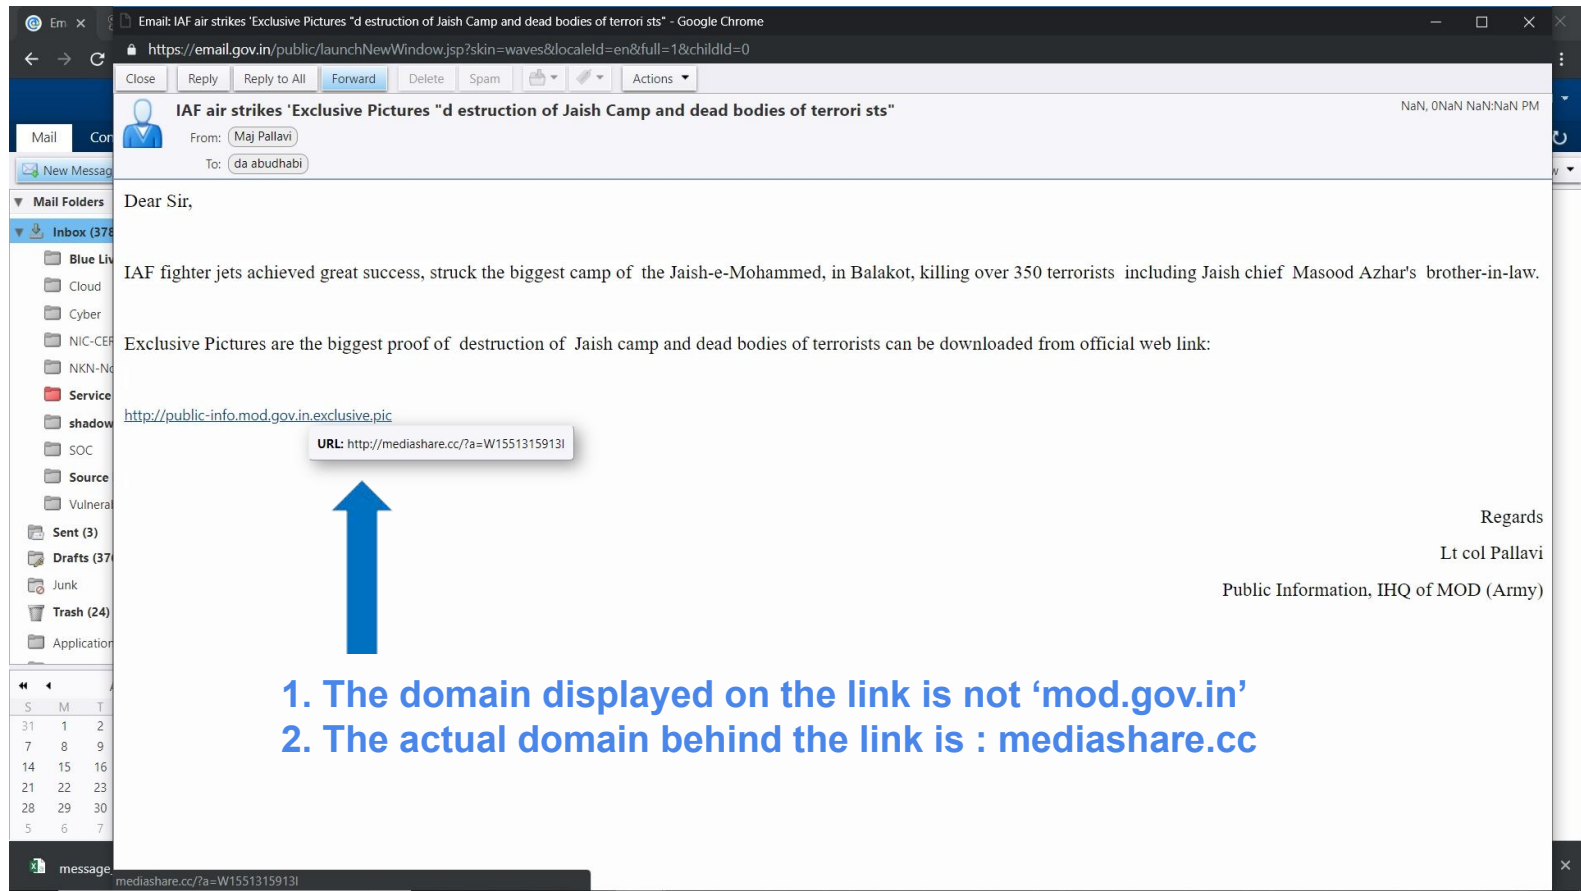 Em
Email: IAF air strikes 'Exclusive Pictures "d estruction of Jaish Camp and dead bodies of terrori sts" - Google Chrome
https://email.gov.in/public/launchNewWindow.jsp?skin=waves&localeId=en&full=1&childId=0
Close Reply Reply to All Forward Delete Spam Actions
IAF air strikes 'Exclusive Pictures "d estruction of Jaish Camp and dead bodies of terrori sts"
NaN, 0NaN NaN:NaN PM
From: Maj Pallavi
To: da abudhabi
Mail Con
New Messag
Mail Folders
Inbox (378
Blue Liv
Cloud
Cyber
NIC-CER
NKN-No
Service
shadow
SOC
Source
Vulneral
Sent (3)
Drafts (370
Junk
Trash (24)
Application
S M T
31 1 2
7 8 9
14 15 16
21 22 23
28 29 30
5 6 7
message_
Dear Sir,
IAF fighter jets achieved great success, struck the biggest camp of the Jaish-e-Mohammed, in Balakot, killing over 350 terrorists including Jaish chief Masood Azhar's brother-in-law.
Exclusive Pictures are the biggest proof of destruction of Jaish camp and dead bodies of terrorists can be downloaded from official web link:
http://public-info.mod.gov.in.exclusive.pic
URL: http://mediashare.cc/?a=W1551315913I
Regards
Lt col Pallavi
Public Information, IHQ of MOD (Army)
1. The domain displayed on the link is not ‘mod.gov.in’
2. The actual domain behind the link is : mediashare.cc
mediashare.cc/?a=W1551315913I